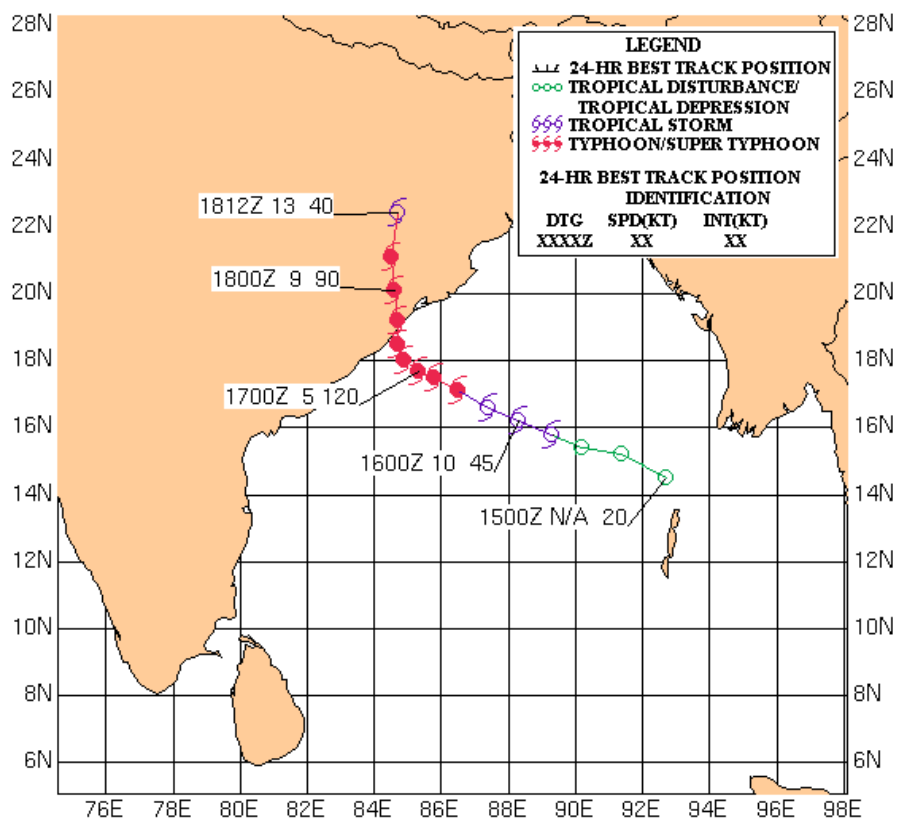 28N
28N
LEGEND
24-HR BEST TRACK POSITION
TROPICAL DISTURBANCE/
TROPICAL DEPRESSION
TROPICAL STORM
TYPHOON/SUPER TYPHOON
24-HR BEST TRACK POSITION
IDENTIFICATION
DTG SPD(KT) INT(KT)
XXXXZ XX XX
26N
26N
24N
24N
1812Z 13 40
22N
22N
1800Z 9 90
20N
20N
18N
18N
1700Z 5 120
16N
16N
1600Z 10 45
14N
14N
1500Z N/A 20
12N
12N
10N
10N
8N
8N
6N
6N
76E 78E 80E 82E 84E 86E 88E 90E 92E 94E 96E 98E